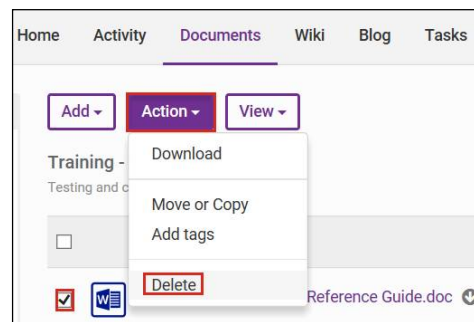 Home Activity Documents Wiki Blog Tasks
Add Action View
Training -
Download
Testing and c
Move or Copy
Add tags
Delete
Reference Guide.doc